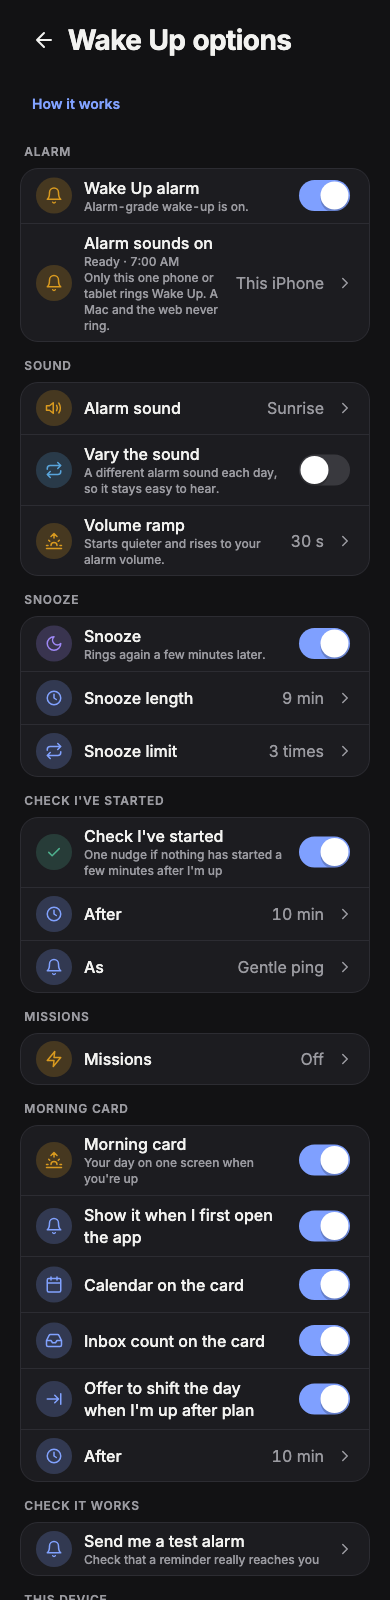 Wake Up options
How it works
ALARM
Wake Up alarm
Alarm-grade wake-up is on.
Alarm sounds on
Ready · 7:00 AM
Only this one phone or
tablet rings Wake Up. A
Mac and the web never
ring.
This iPhone
SOUND
Alarm sound
Sunrise
Vary the sound
A different alarm sound each day,
so it stays easy to hear.
Volume ramp
Starts quieter and rises to your
alarm volume.
30 s
SNOOZE
Snooze
Rings again a few minutes later.
Snooze length
9 min
Snooze limit
3 times
CHECK I'VE STARTED
Check I've started
One nudge if nothing has started a
few minutes after I'm up
After
10 min
As
Gentle ping
MISSIONS
Missions
Off
MORNING CARD
Morning card
Your day on one screen when
you're up
Show it when I first open
the app
Calendar on the card
Inbox count on the card
Offer to shift the day
when I'm up after plan
After
10 min
CHECK IT WORKS
Send me a test alarm
Check that a reminder really reaches you
THIS DEVICE